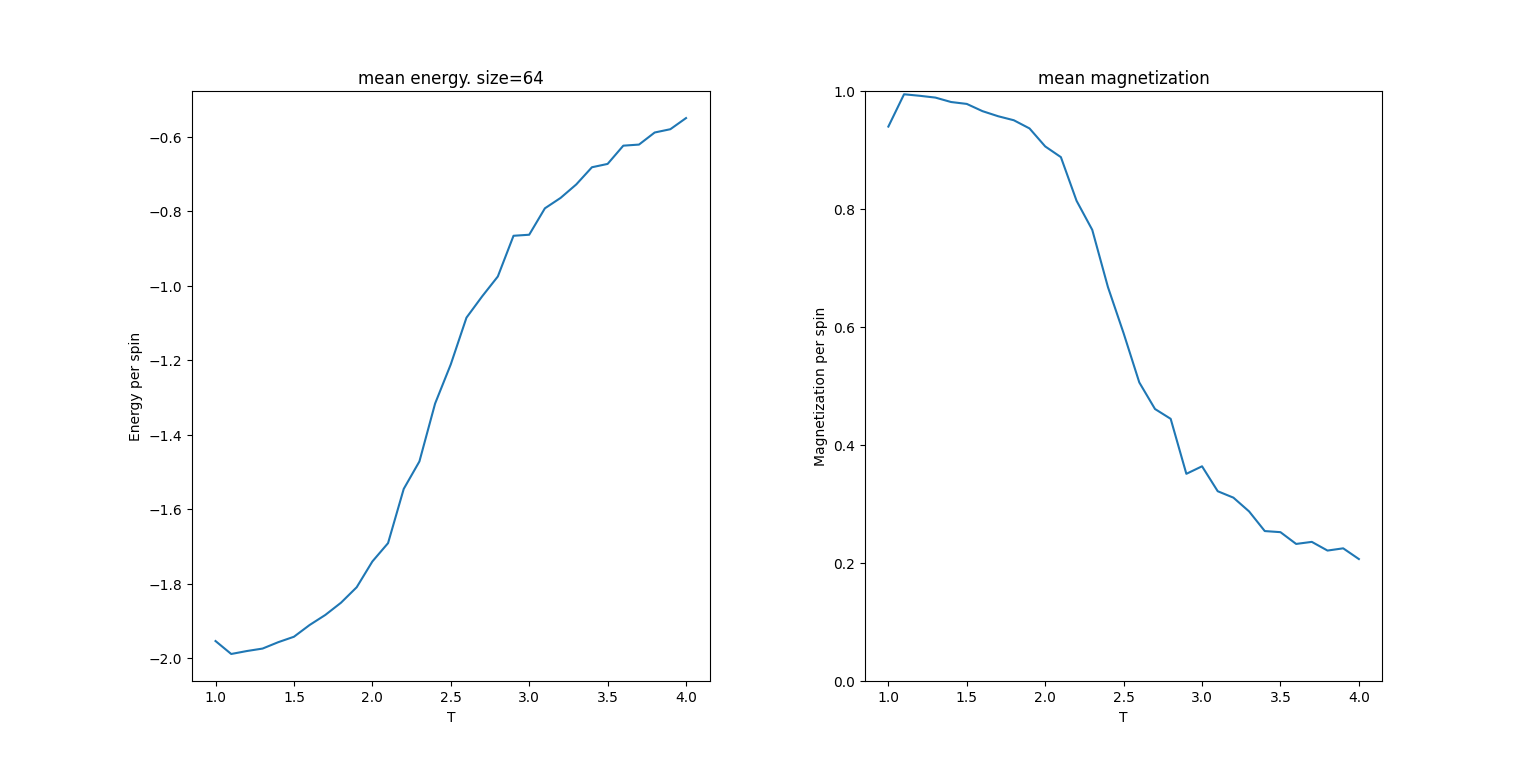 mean energy. size=64
Energy per spin
−0.6
−0.8
−1.0
−1.2
−1.4
−1.6
−1.8
−2.0
1.0 1.5 2.0 2.5 3.0 3.5 4.0
T
mean magnetization
Magnetization per spin
1.0
0.8
0.6
0.4
0.2
0.0
1.0 1.5 2.0 2.5 3.0 3.5 4.0
T